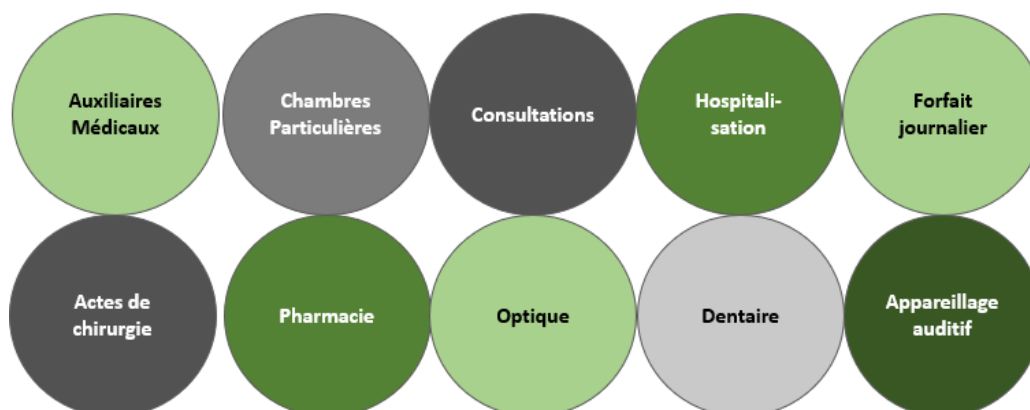 Auxiliaires
Médicaux
Chambres
Particulières
Consultations
Hospitali-
sation
Forfait
journalier
Actes de
chirurgie
Pharmacie
Optique
Dentaire
Appareillage
auditif